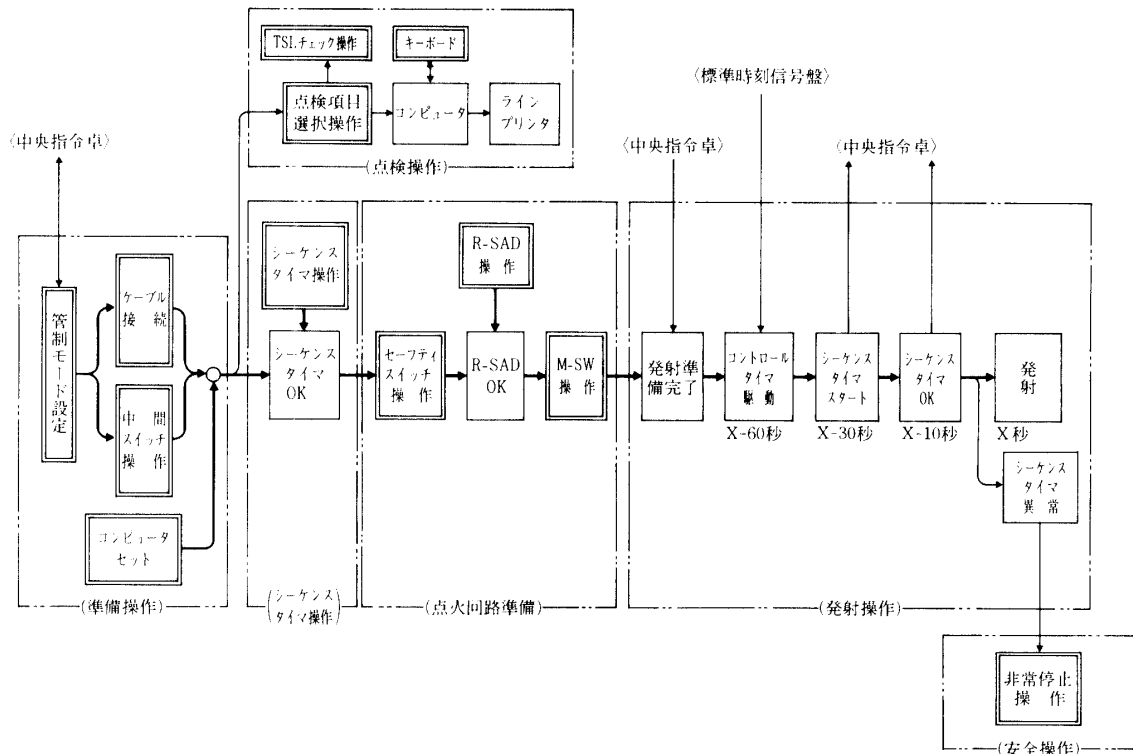 TSLチェック操作
キーボード
点検項目
選択操作
コンピュータ
ライン
プリンタ
(点検操作)
〈標準時刻信号盤〉
〈中央指令卓〉
〈中央指令卓〉
〈中央指令卓〉
管制モード設定
ケーブル
接続
中間
スイッチ
操作
コンピュータ
セット
(準備操作)
シーケンス
タイマ操作
シーケンス
タイマ
OK
(シーケンス
タイマ操作)
セーフティ
スイッチ
操作
R-SAD
操作
R-SAD
OK
M-SW
操作
(点火回路準備)
発射準
備完了
コントロール
タイマ
駆動
X-60秒
シーケンス
タイマ
スタート
X-30秒
シーケンス
タイマ
OK
X-10秒
発射
X秒
シーケンス
タイマ
異常
(発射操作)
非常停止
操作
(安全操作)